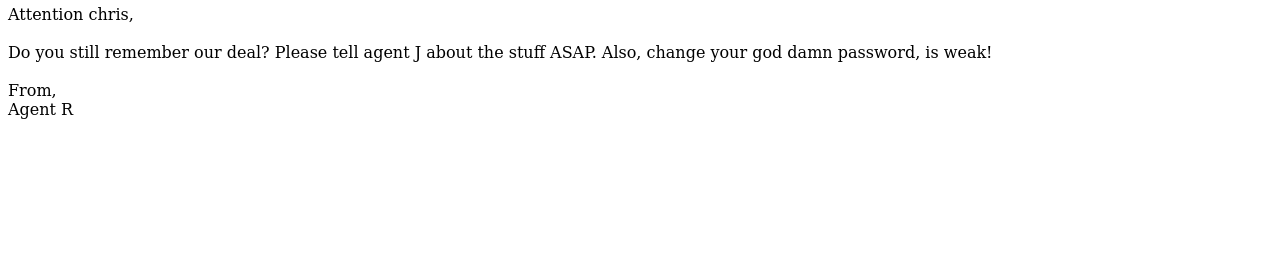 Attention chris,
Do you still remember our deal? Please tell agent J about the stuff ASAP. Also, change your god damn password, is weak!
From,
Agent R